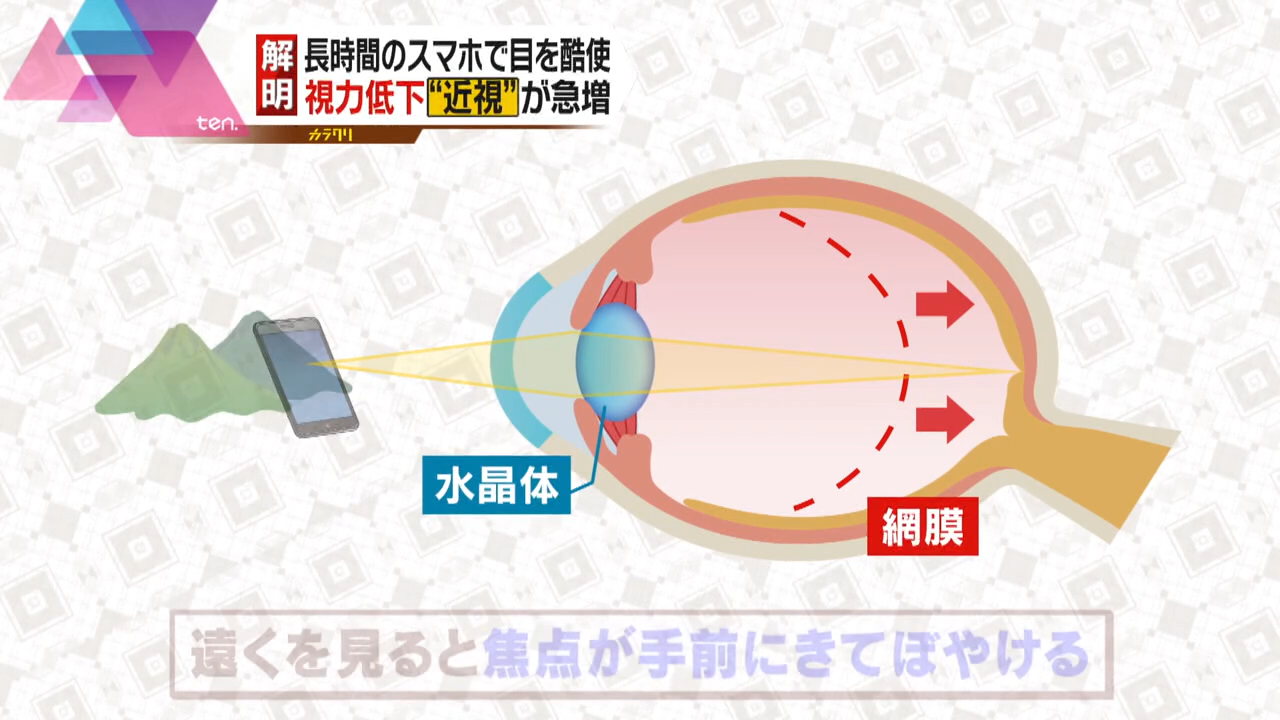 解明
長時間のスマホで目を酷使
視力低下“近視”が急増
ten.
カラクリ
水晶体
網膜
遠くを見ると焦点が手前にきてぼやける